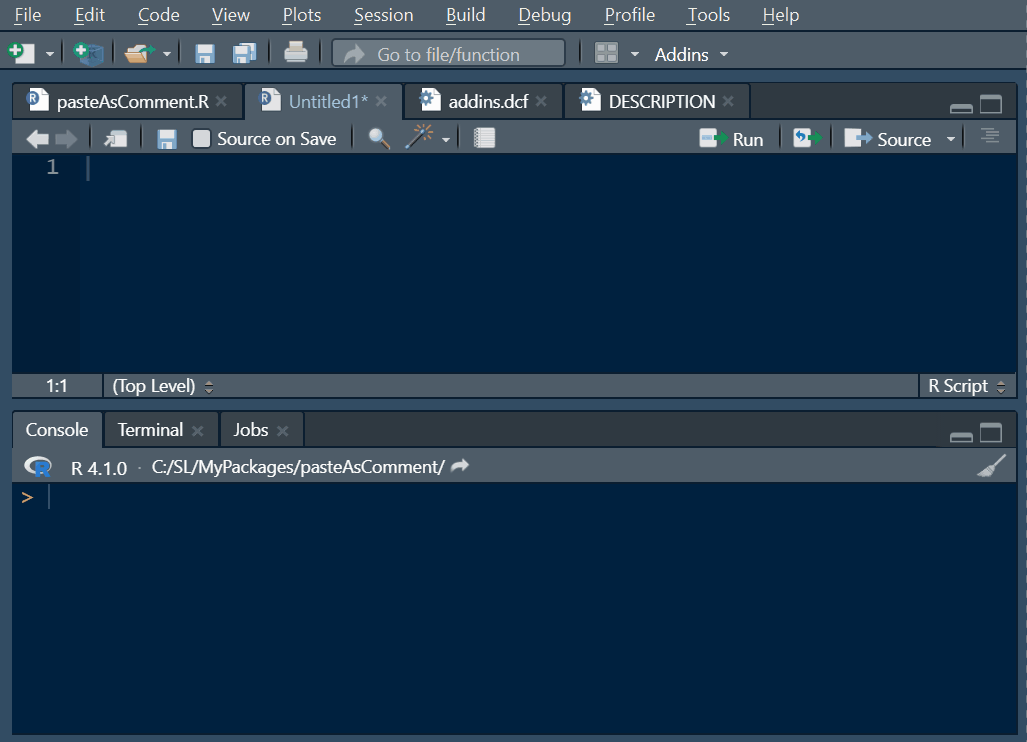 File Edit Code View Plots Session Build Debug Profile Tools Help
Go to file/function Addins
pasteAsComment.R Untitled1* addins.dcf DESCRIPTION
Source on Save Run Source
1
1:1 (Top Level) R Script
Console Terminal Jobs
R 4.1.0 · C:/SL/MyPackages/pasteAsComment/
>